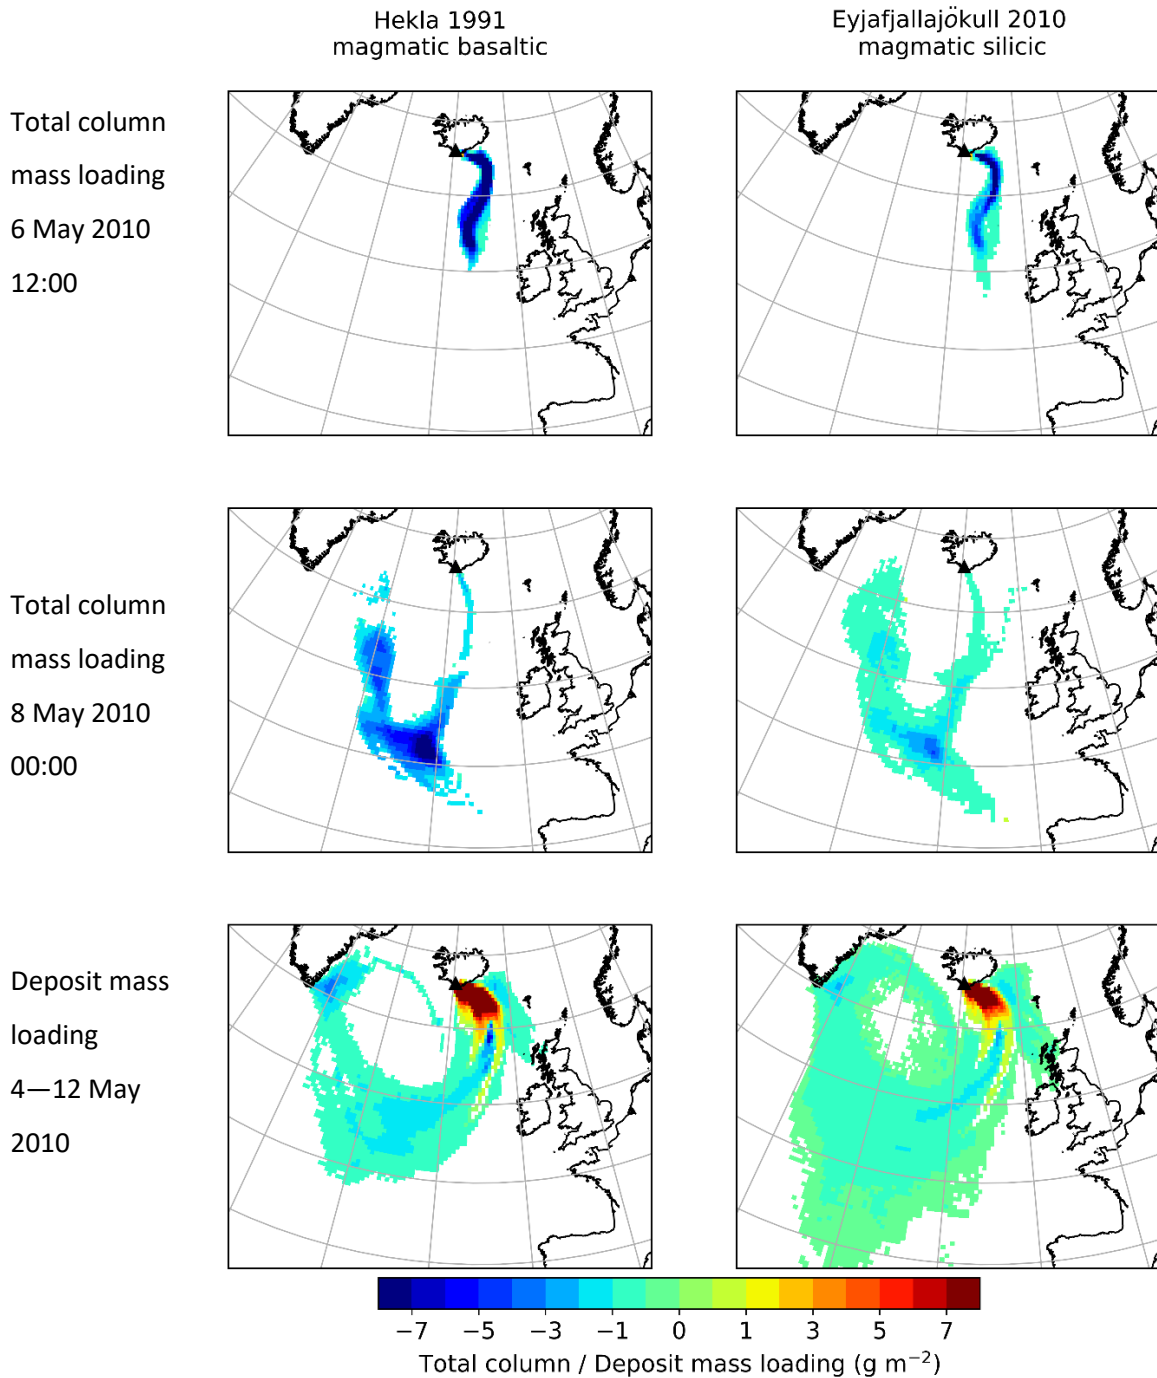 Hekla 1991
magmatic basaltic
Eyjafjallajökull 2010
magmatic silicic
Total column
mass loading
6 May 2010
12:00
Total column
mass loading
8 May 2010
00:00
Deposit mass
loading
4—12 May
2010
−7 −5 −3 −1 0 1 3 5 7
Total column / Deposit mass loading (g m⁻²)